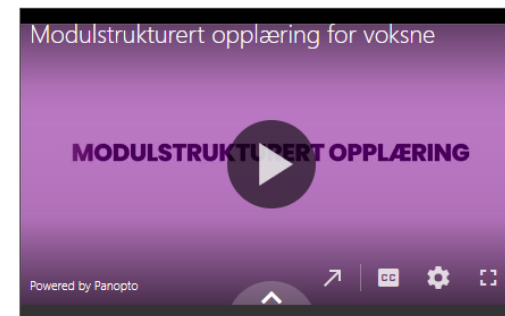 Modulstrukturert opplæring for voksne
MODULSTRUKTURERT OPPLÆRING
CC
Powered by Panopto